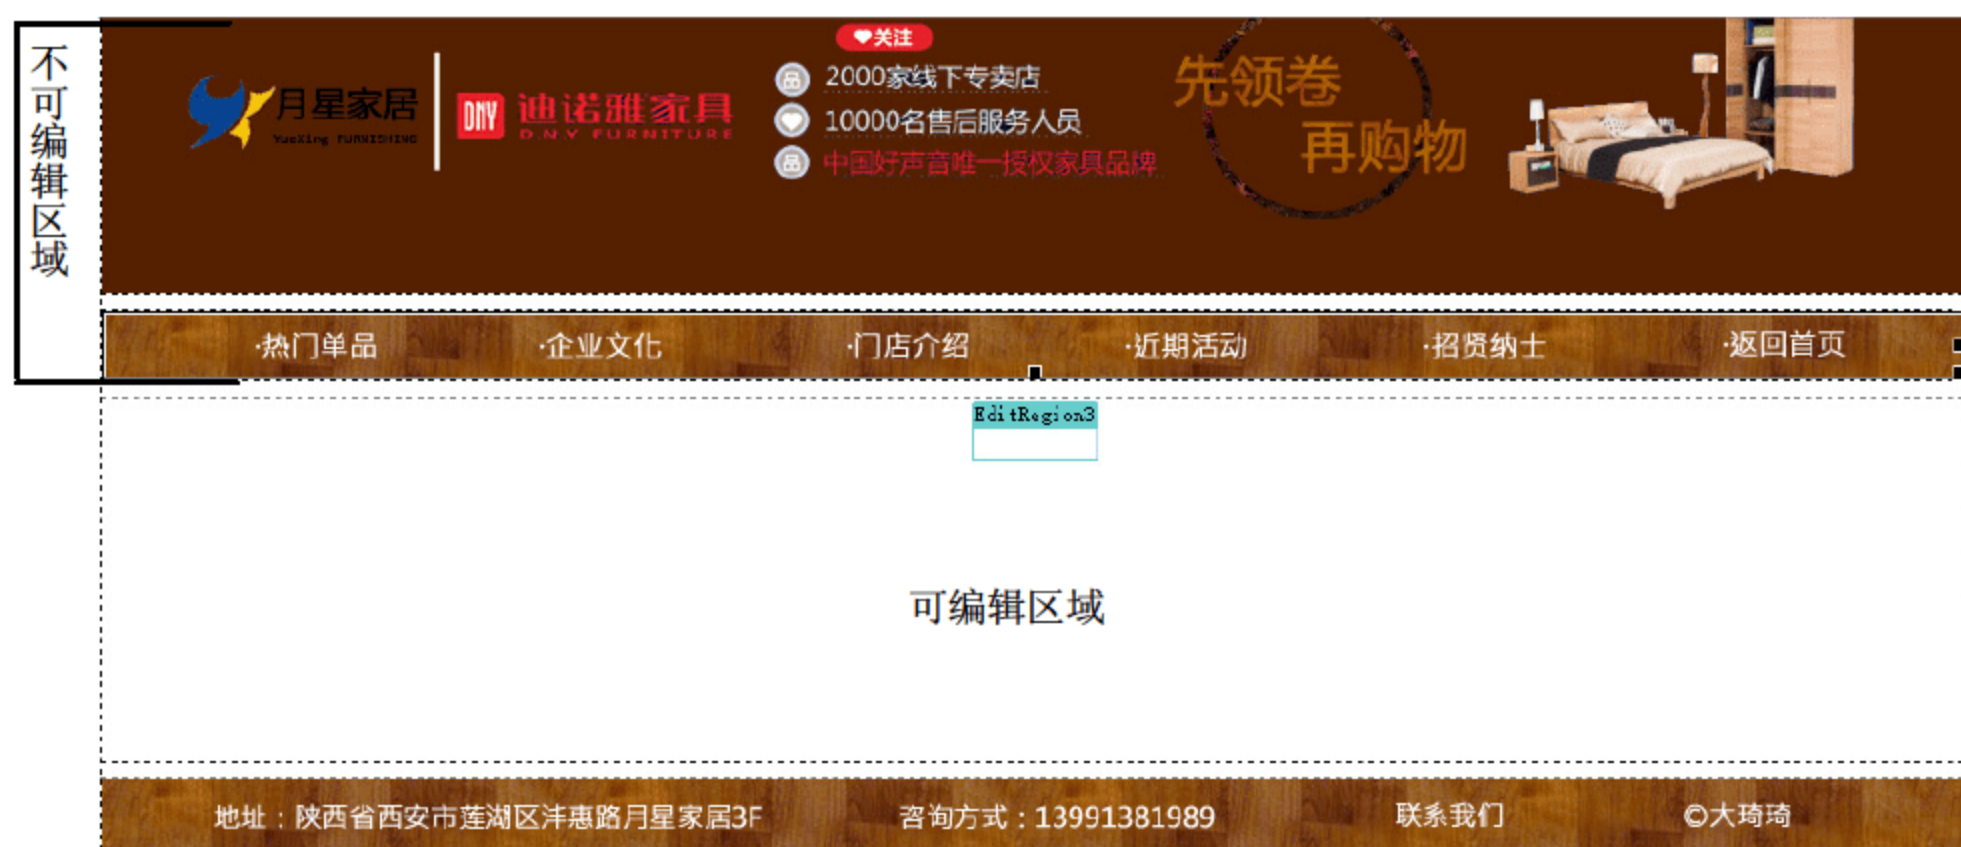 不可编辑区域
关注
月星家居
YueXing FURNISHING
DNY
迪诺雅家具
D.N.Y FURNITURE
2000家线下专卖店
10000名售后服务人员
中国好声音唯一授权家具品牌
先领卷
再购物
·热门单品 ·企业文化 ·门店介绍 ·近期活动 ·招贤纳士 ·返回首页
EditRegion3
可编辑区域
地址：陕西省西安市莲湖区沣惠路月星家居3F 咨询方式：13991381989 联系我们 ©大琦琦